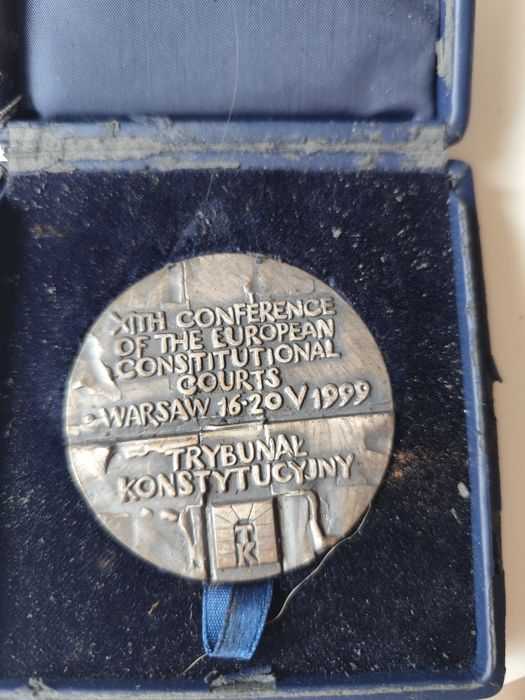 XITH CONFERENCE
OF THE EUROPEAN
CONSTITUTIONAL
COURTS
WARSAW 16-20 V 1999
TRYBUNAŁ
KONSTYTUCYJNY
TK